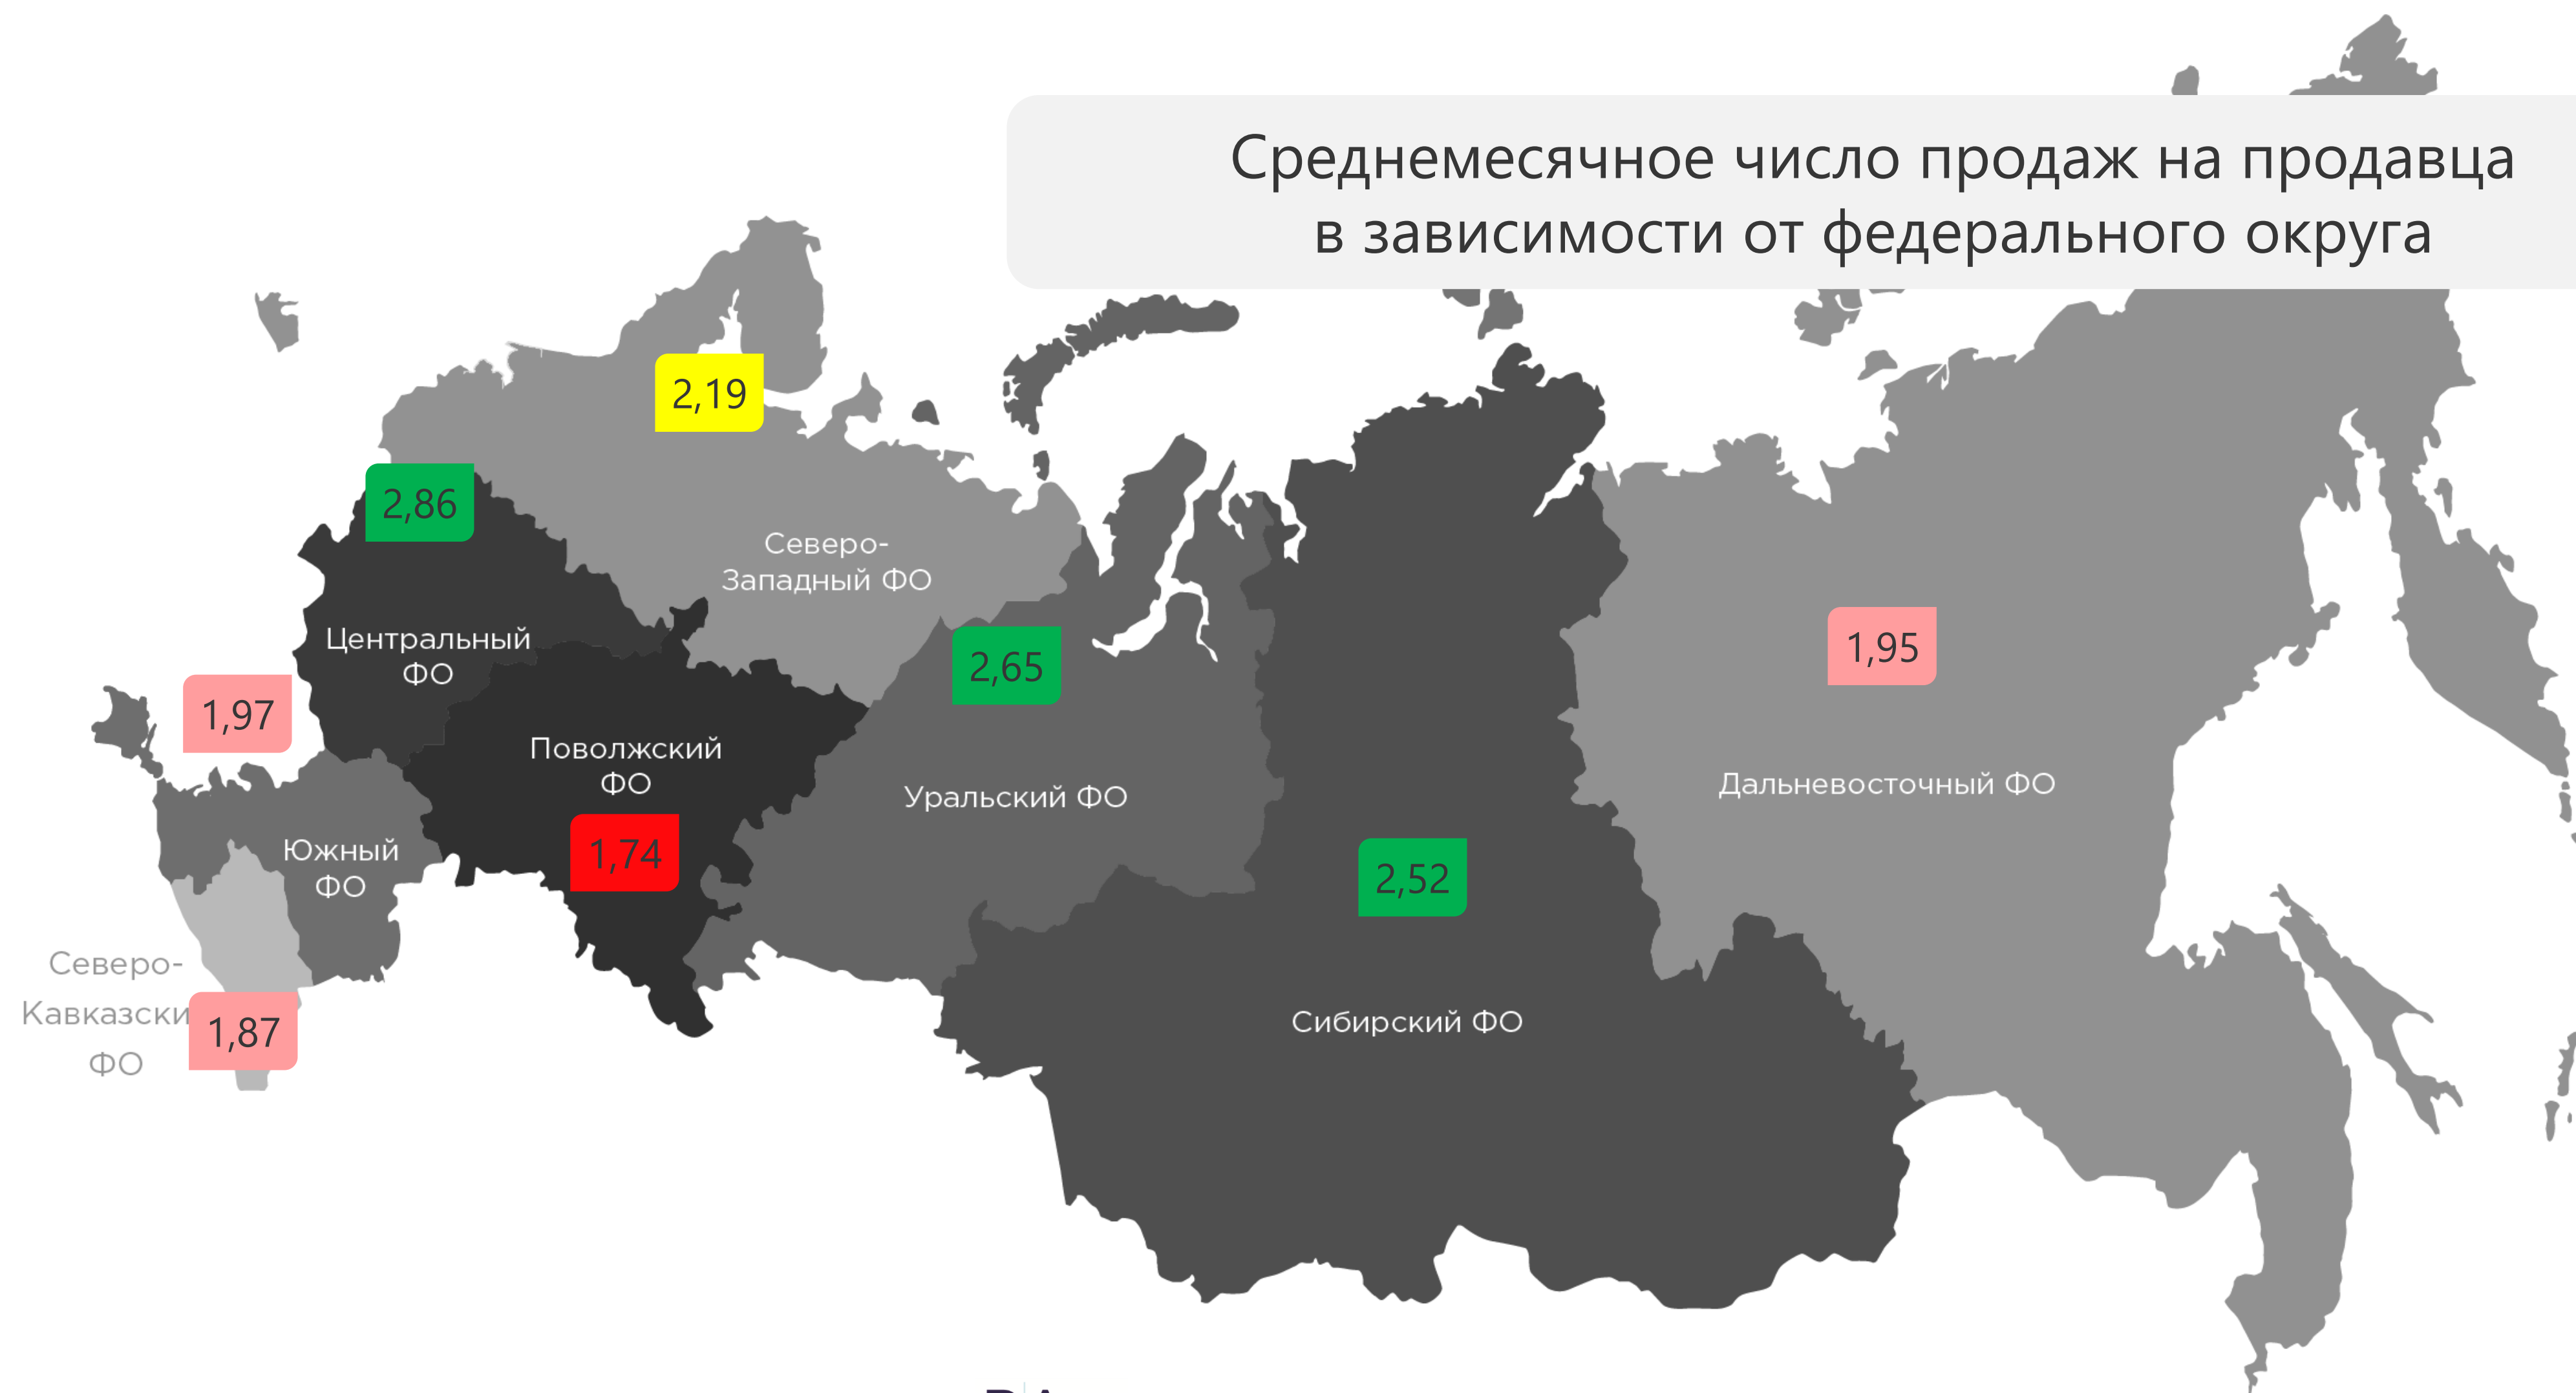 Среднемесячное число продаж на продавца
в зависимости от федерального округа
2,19
2,86
Северо-
Западный ФО
Центральный
ФО
2,65
1,95
1,97
Поволжский
ФО
Уральский ФО
Дальневосточный ФО
1,74
Южный
ФО
2,52
Северо-
Кавказски
ФО
1,87
Сибирский ФО